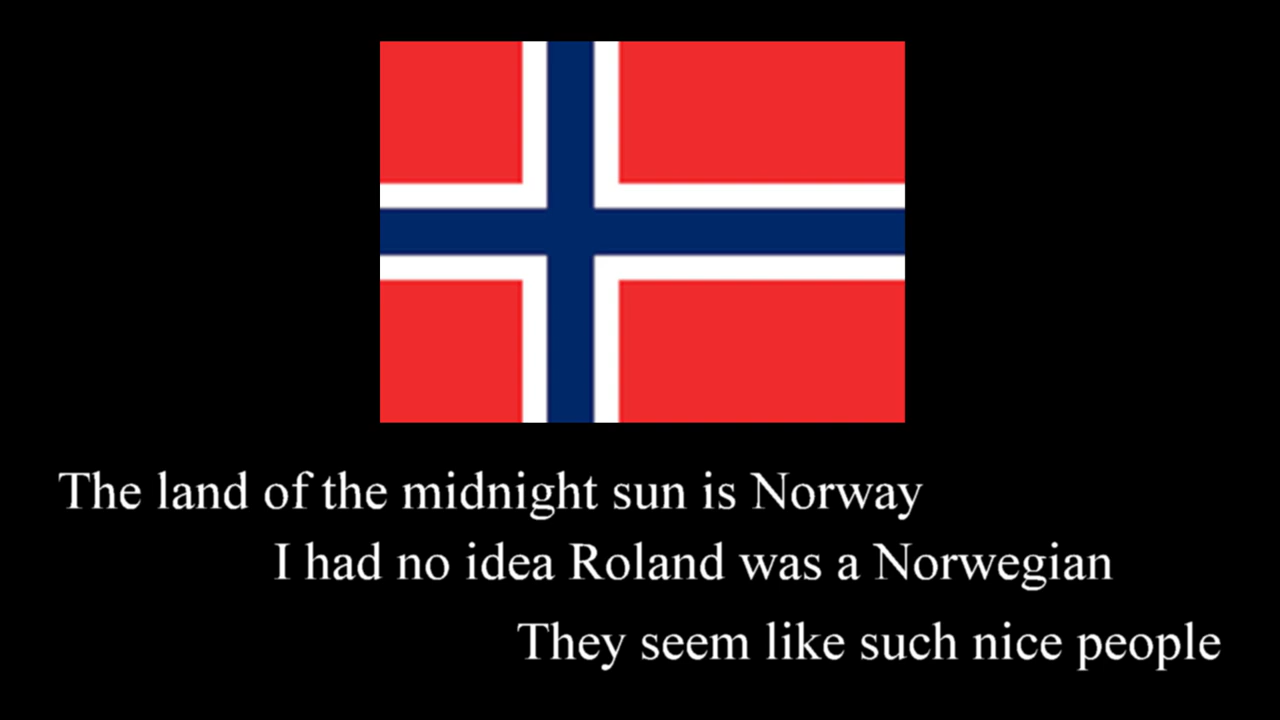 The land of the midnight sun is Norway
I had no idea Roland was a Norwegian
They seem like such nice people